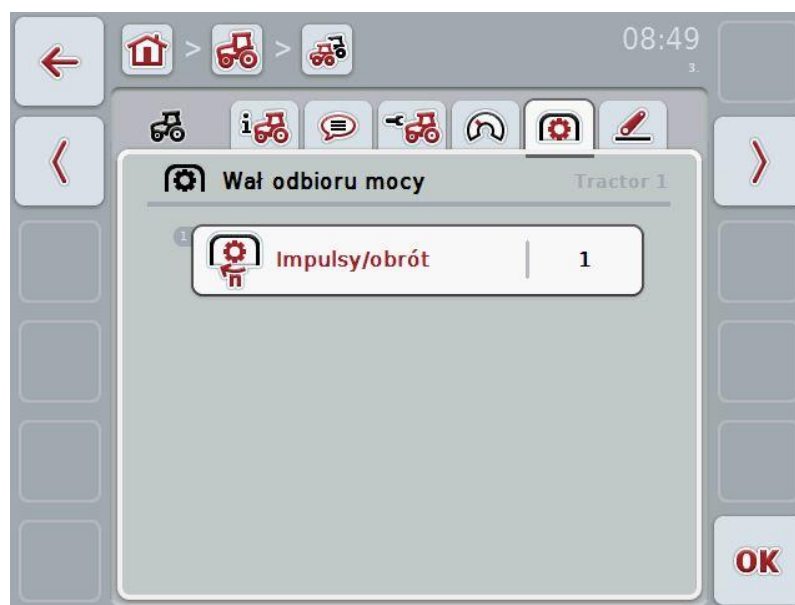 > >
08:49
3.
i
Wał odbioru mocy
Tractor 1
1
Impulsy/obrót
1
n
OK